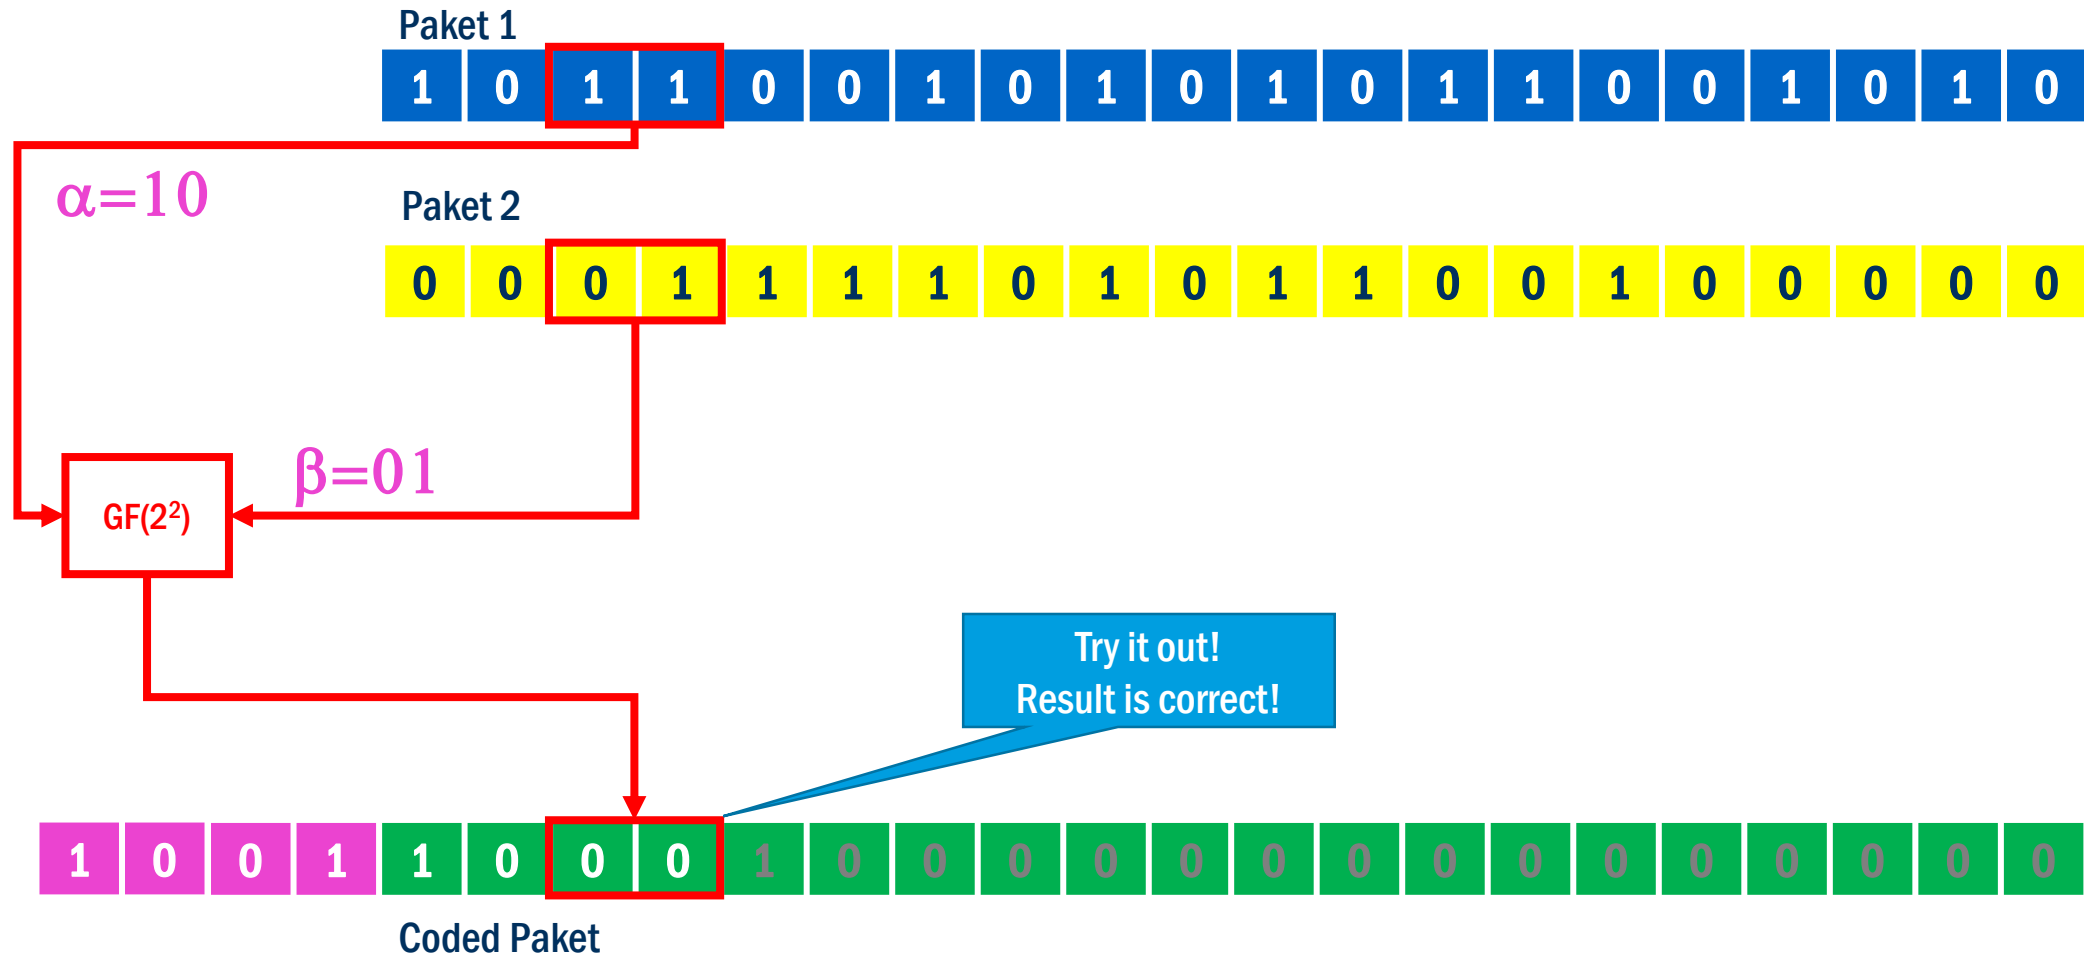 Paket 1
1 0 1 1 0 0 1 0 1 0 1 0 1 1 0 0 1 0 1 0
α=10
Paket 2
0 0 0 1 1 1 1 0 1 0 1 1 0 0 1 0 0 0 0 0
β=01
GF(2²)
Try it out!
Result is correct!
1 0 0 1 1 0 0 0 1 0 0 0 0 0 0 0 0 0 0 0 0 0 0 0
Coded Paket